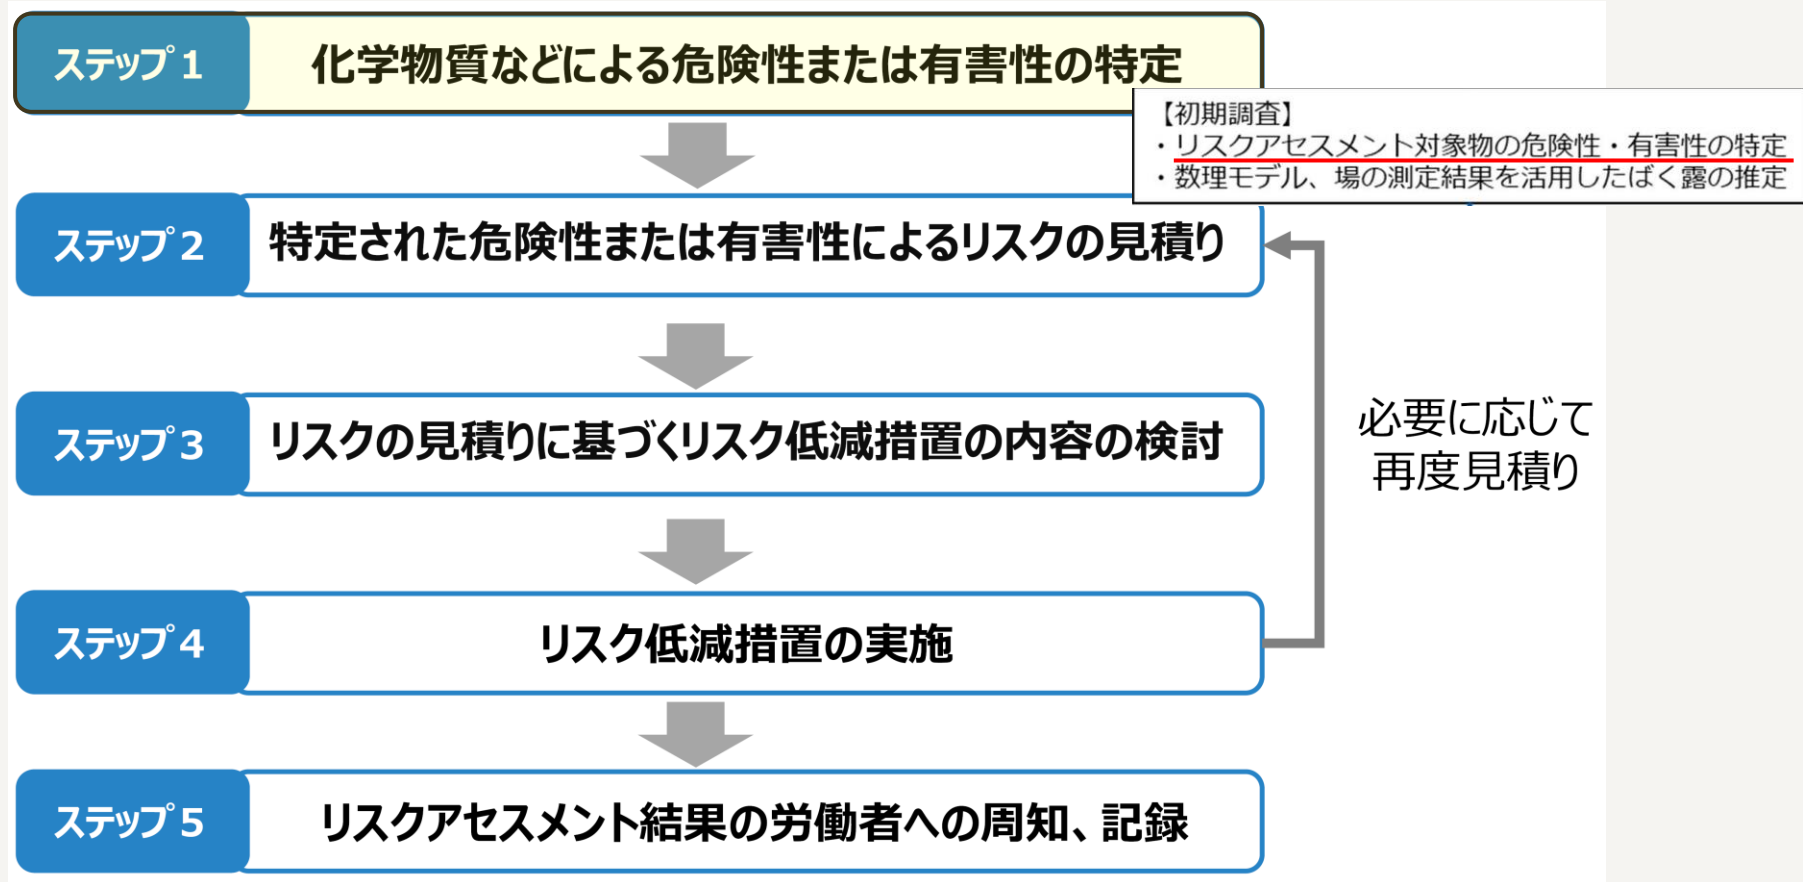 ステップ1
化学物質などによる危険性または有害性の特定
【初期調査】
・リスクアセスメント対象物の危険性・有害性の特定
・数理モデル、場の測定結果を活用したばく露の推定
ステップ2
特定された危険性または有害性によるリスクの見積り
ステップ3
リスクの見積りに基づくリスク低減措置の内容の検討
必要に応じて
再度見積り
ステップ4
リスク低減措置の実施
ステップ5
リスクアセスメント結果の労働者への周知、記録